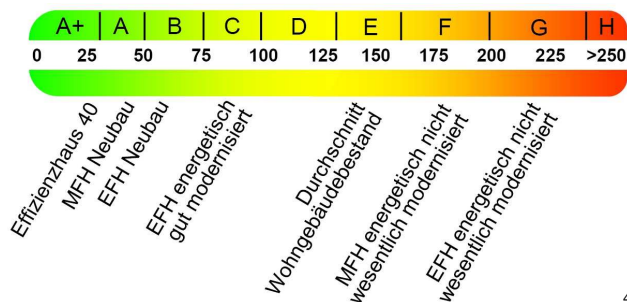 A+ A B C D E F G H
0 25 50 75 100 125 150 175 200 225 >250
Effizienzhaus 40
MFH Neubau
EFH Neubau
EFH energetisch
gut modernisiert
Durchschnitt
Wohngebäudebestand
MFH energetisch nicht
wesentlich modernisiert
EFH energetisch nicht
wesentlich modernisiert